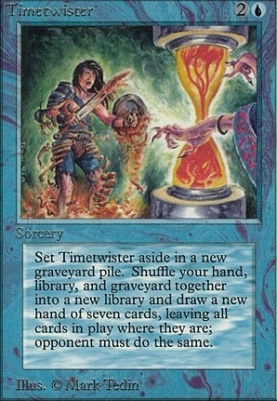 Timetwister 2
Sorcery
Set Timetwister aside in a new
graveyard pile. Shuffle your hand,
library, and graveyard together
into a new library and draw a new
hand of seven cards, leaving all
cards in play where they are;
opponent must do the same.
Illus. © Mark Tedin